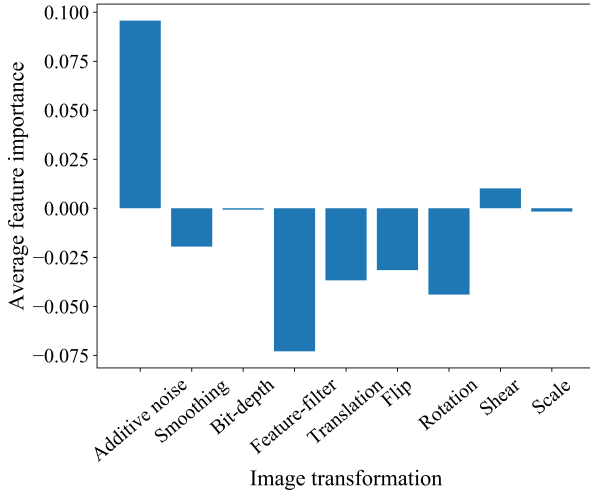 Average feature importance
0.100
0.075
0.050
0.025
0.000
−0.025
−0.050
−0.075
Additive noise
Smoothing
Bit-depth
Feature-filter
Translation
Flip
Rotation
Shear
Scale
Image transformation